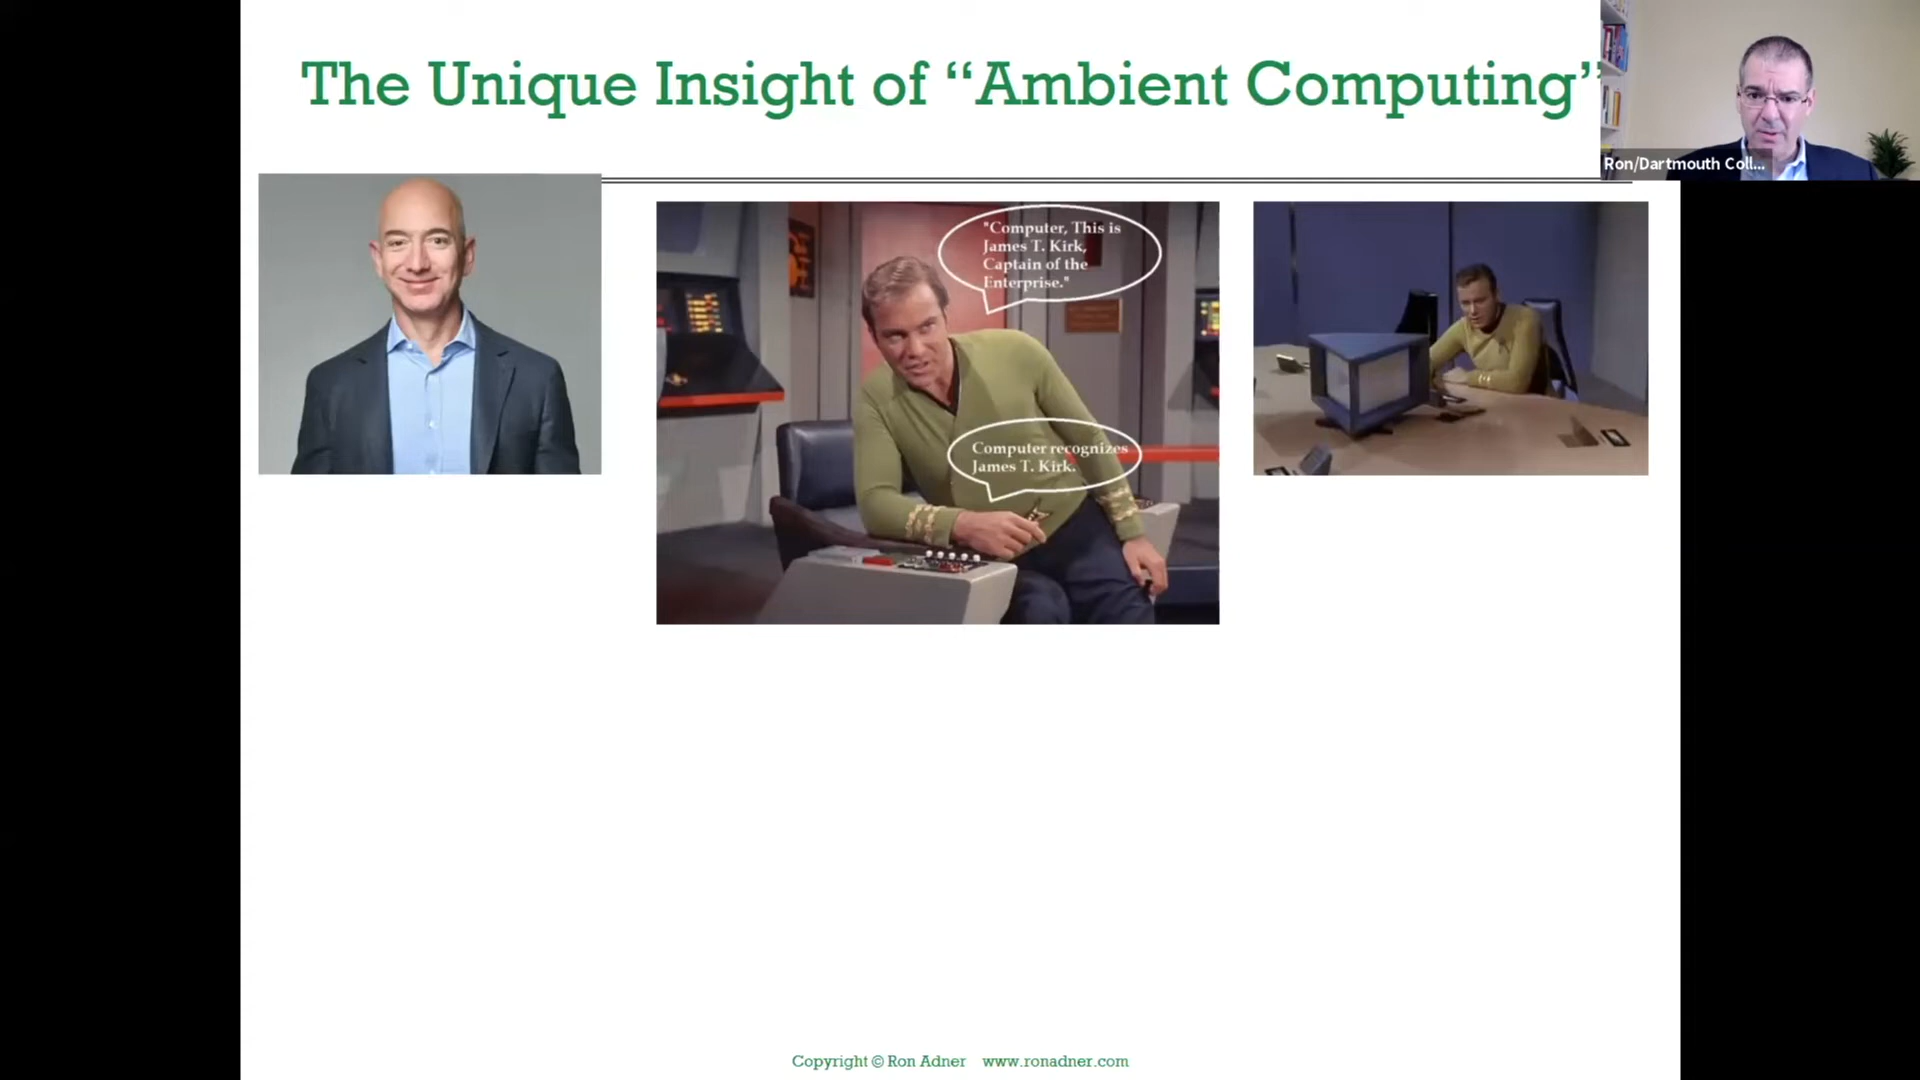 The Unique Insight of “Ambient Computing”
Ron/Dartmouth Coll...
"Computer, This is
James T. Kirk,
Captain of the
Enterprise."
Computer recognizes
James T. Kirk.
Copyright © Ron Adner www.ronadner.com